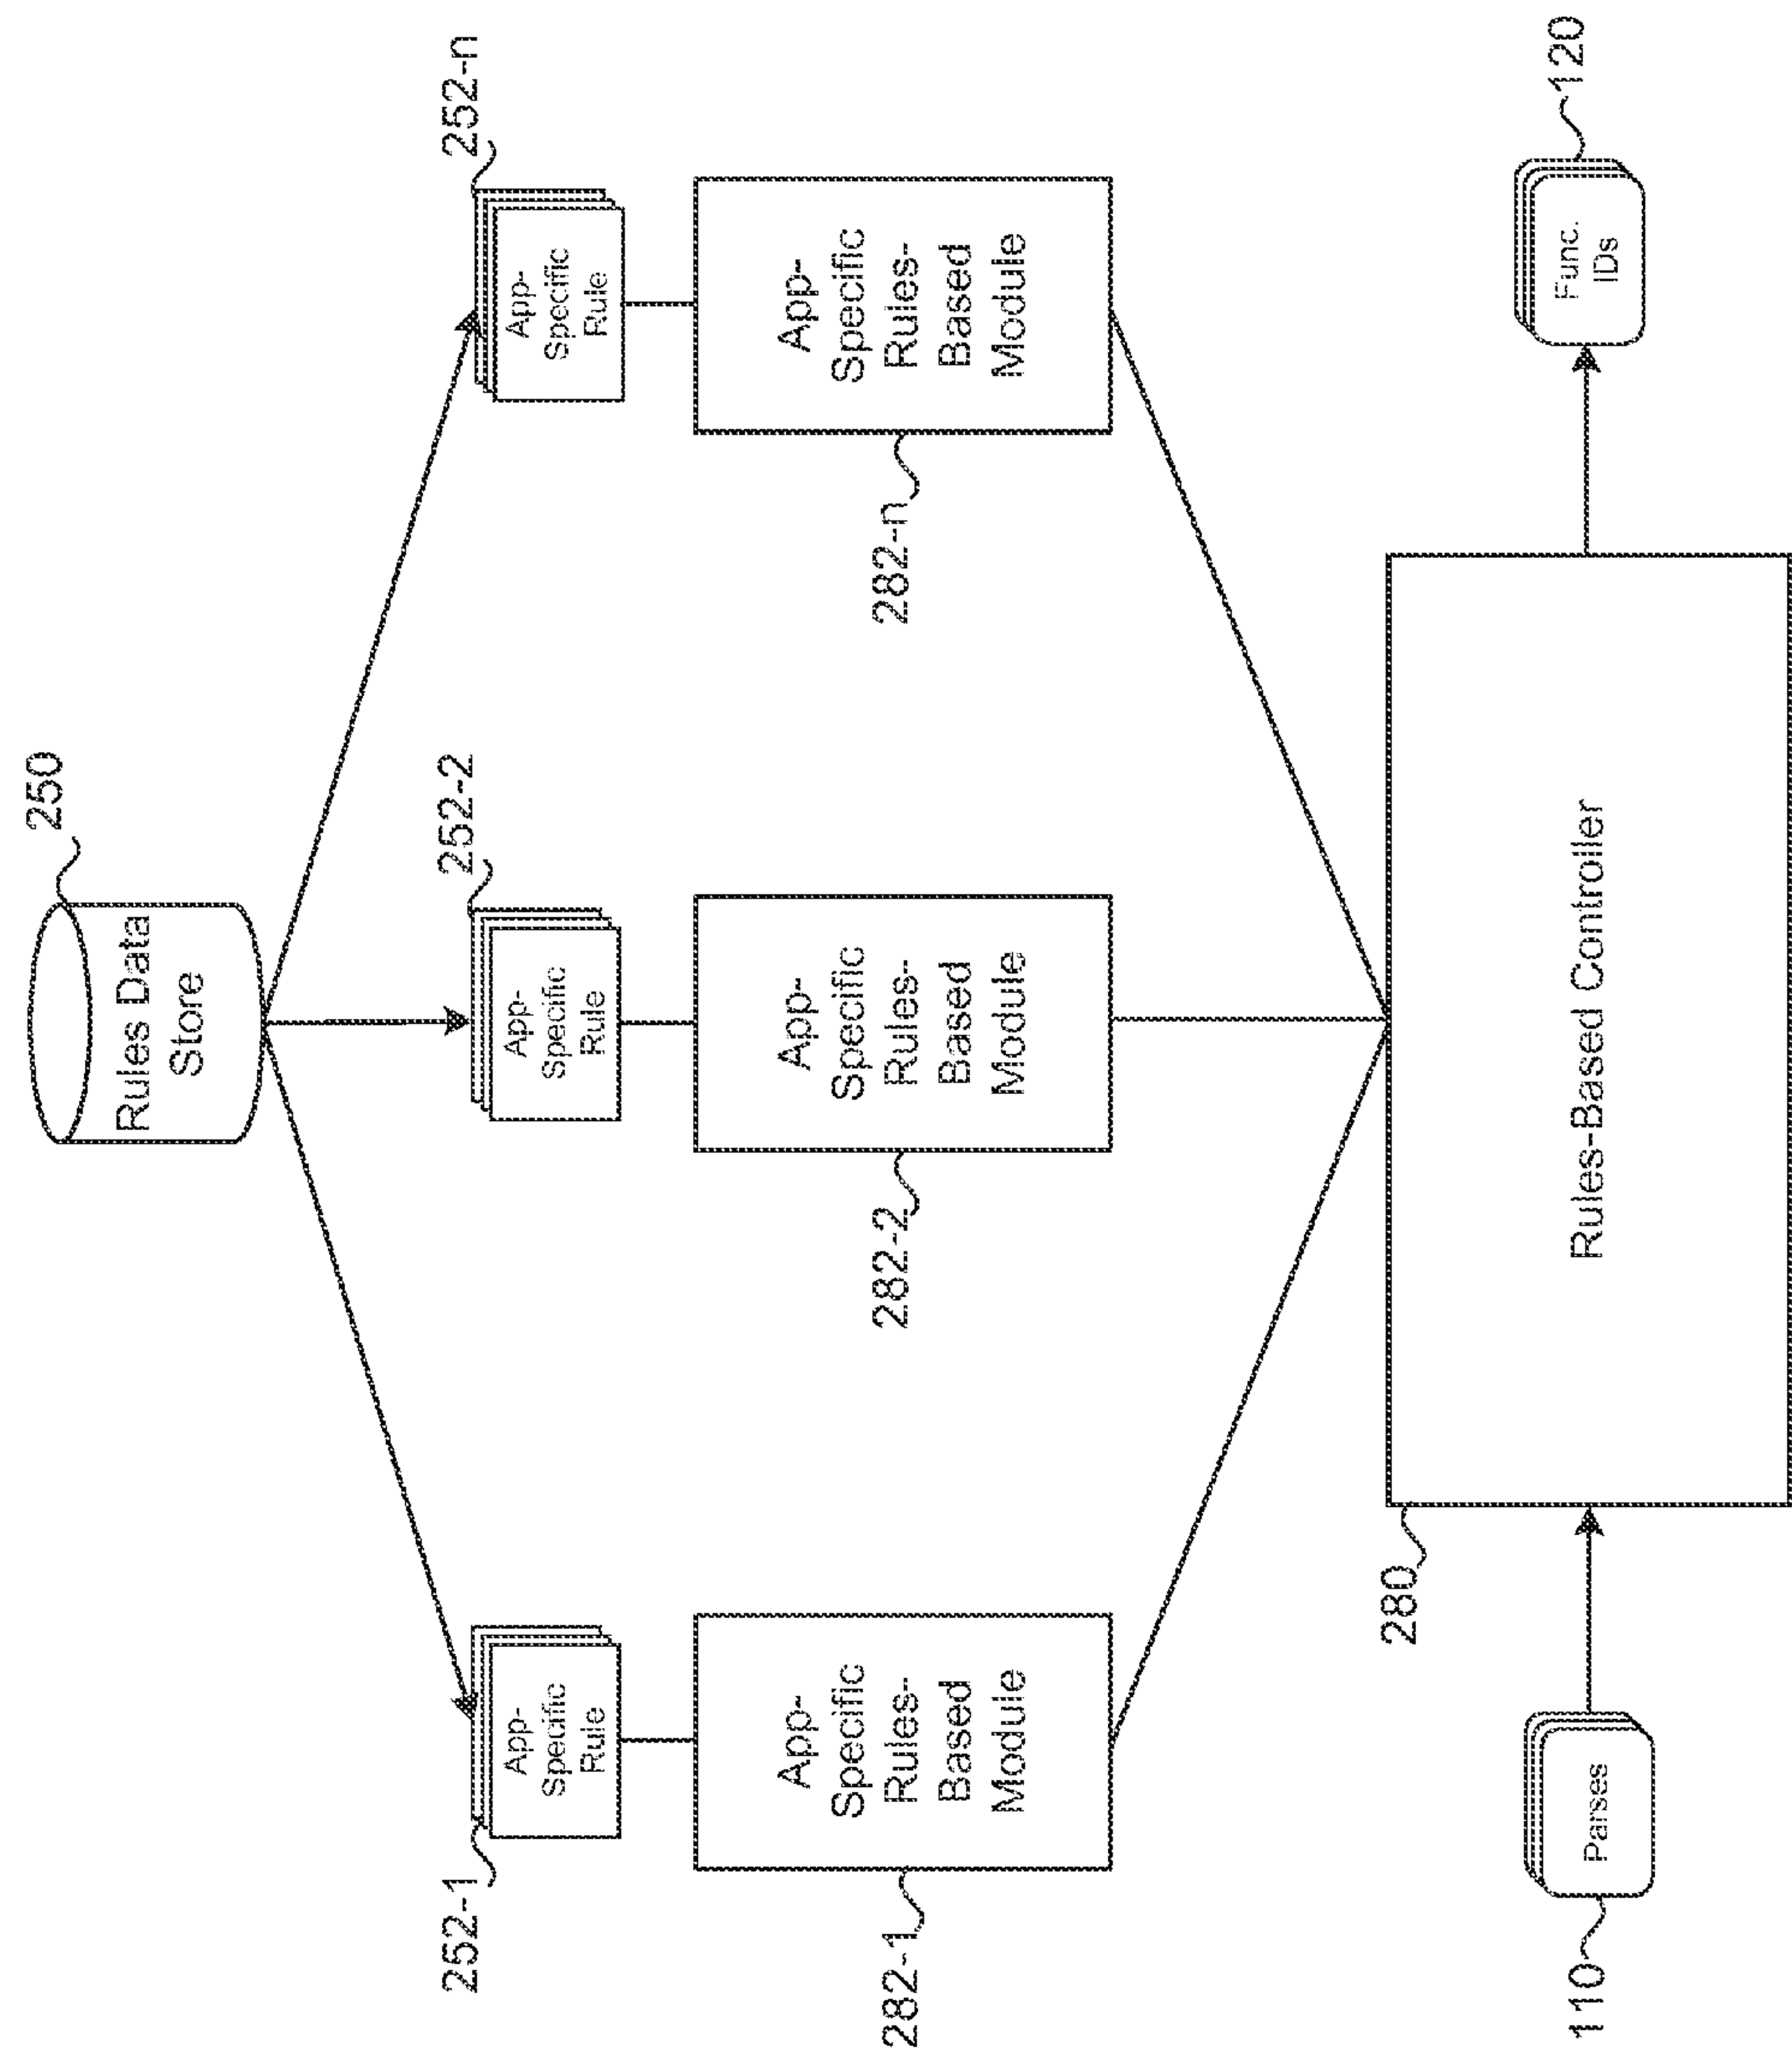 250
Rules Data
Store
252-1
App-
Specific
Rule
252-2
App-
Specific
Rule
252-n
App-
Specific
Rule
282-1
App-
Specific
Rules-
Based
Module
282-2
App-
Specific
Rules-
Based
Module
282-n
App-
Specific
Rules-
Based
Module
280
Rules-Based Controller
110
Parses
Func.
IDs
120